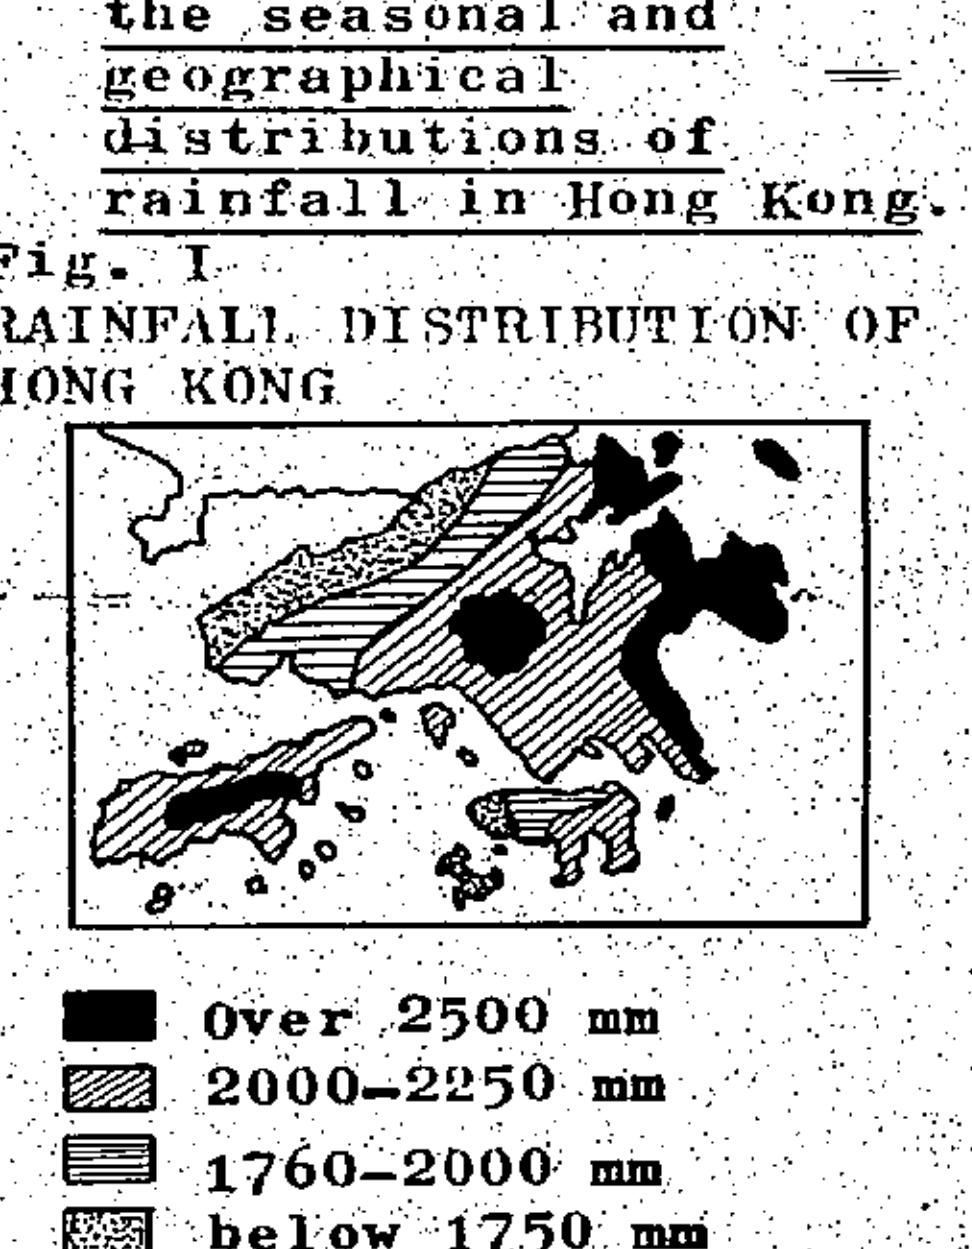 the seasonal and
geographical
distributions of
rainfall in Hong Kong.
Fig. I
RAINFALL DISTRIBUTION OF
HONG KONG
Over 2500 mm
2000-2250 mm
1760-2000 mm
below 1750 mm